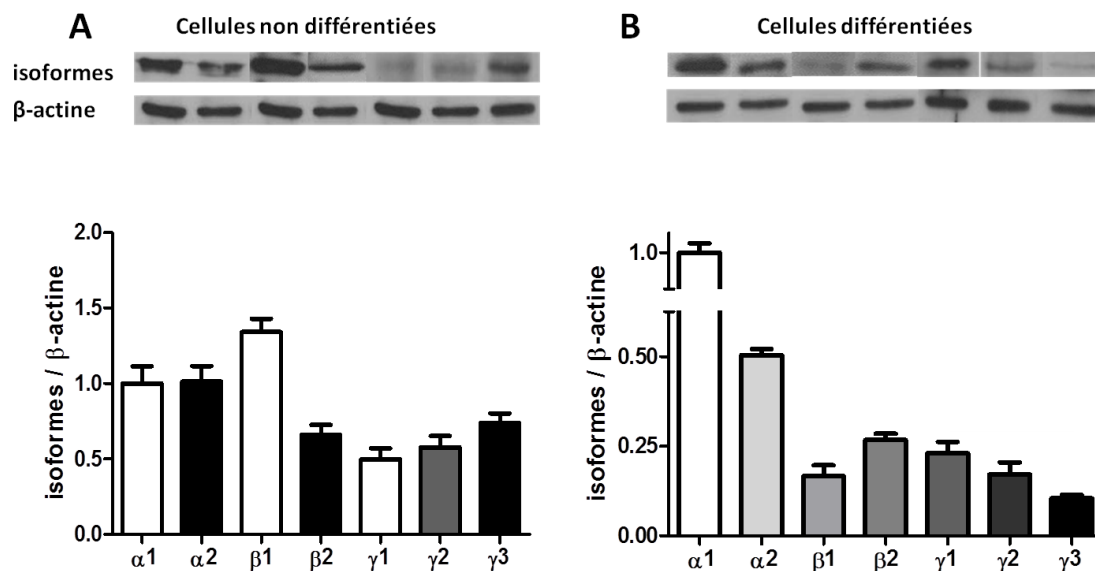 A Cellules non différentiées
isoformes
β-actine
isoformes / β-actine
2.0
1.5
1.0
0.5
0.0
α1 α2 β1 β2 γ1 γ2 γ3
B Cellules différentiées
isoformes / β-actine
1.0
0.50
0.25
0.00
α1 α2 β1 β2 γ1 γ2 γ3